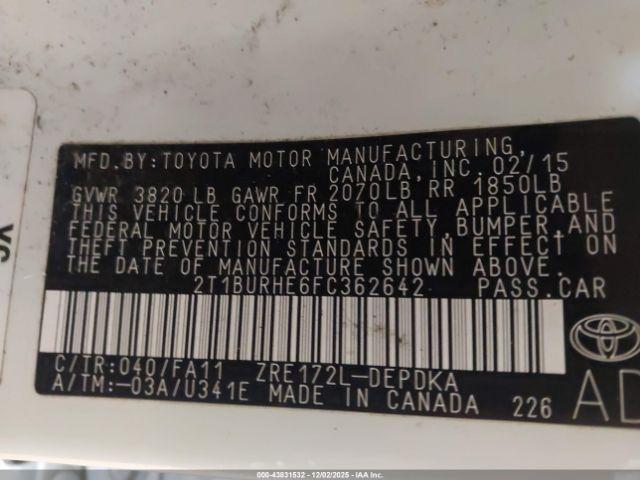 MFD. BY: TOYOTA MOTOR MANUFACTURING,
CANADA, INC. 02/15
GVWR 3820 LB GAWR FR 2070LB RR 1850LB
THIS VEHICLE CONFORMS TO ALL APPLICABLE
FEDERAL MOTOR VEHICLE SAFETY, BUMPER, AND
THEFT PREVENTION STANDARDS IN EFFECT ON
THE DATE OF MANUFACTURE SHOWN ABOVE.
2T1BURHE6FC362642 PASS.CAR
C/TR:040/FA11 ZRE172L-DEPDKA
A/TM:-03A/U341E MADE IN CANADA 226 AD
000-43831532 - 12/02/2025 - IAAI, Inc.